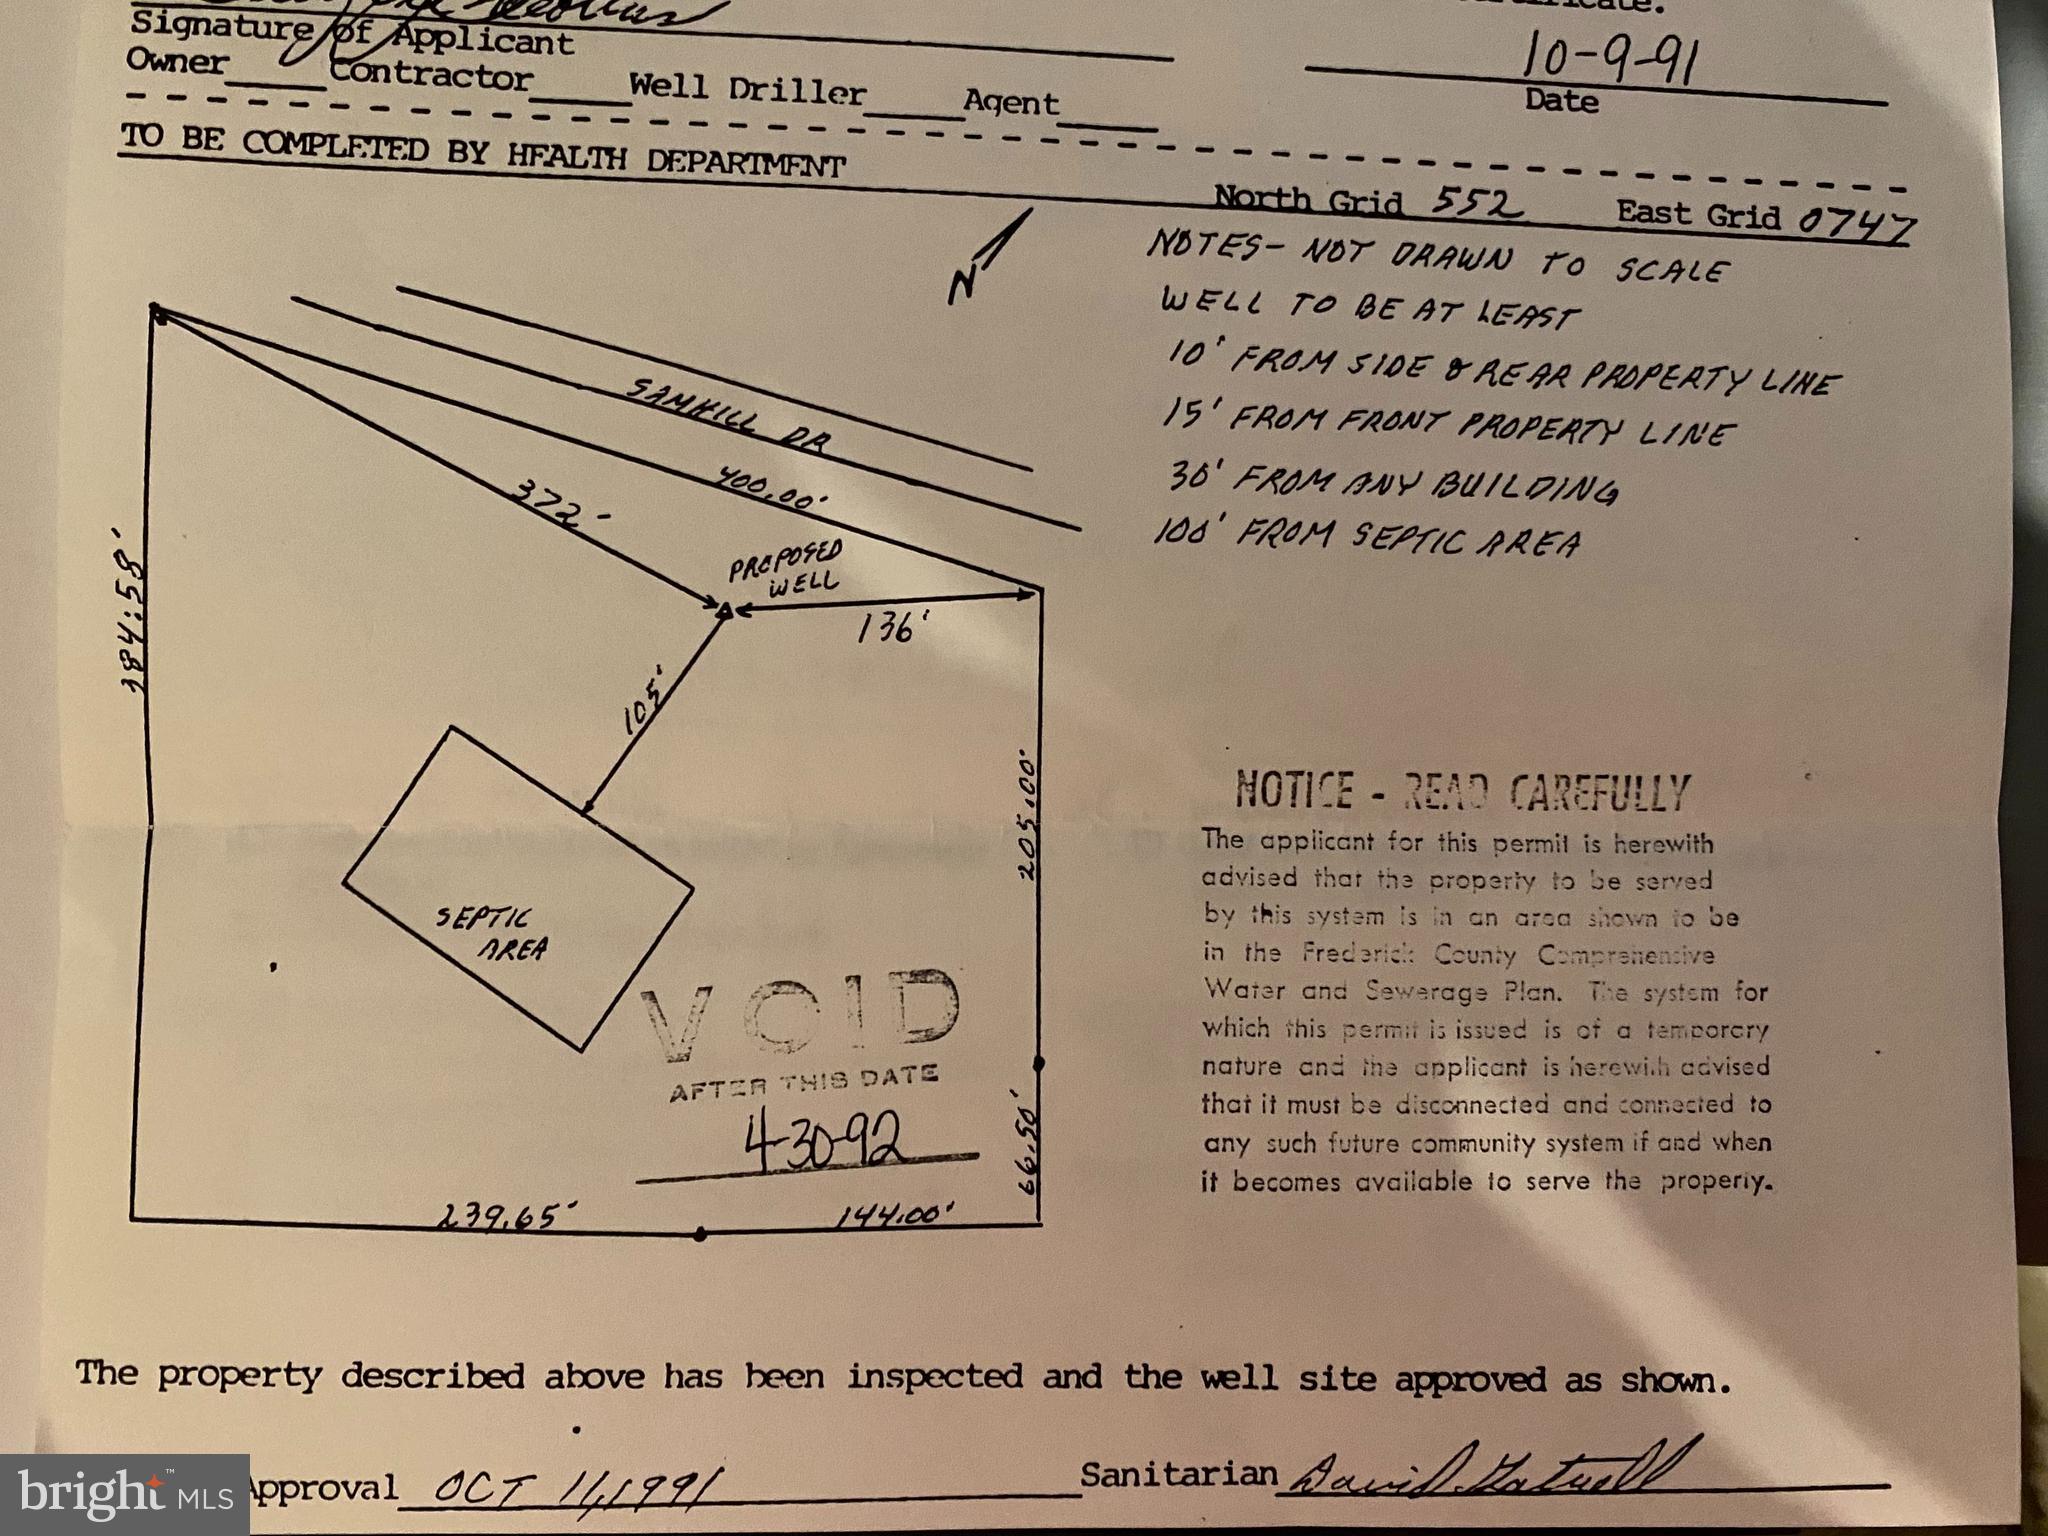 Signature of Applicant
Owner____ Contractor____ Well Driller____ Agent____
10-9-91
Date
TO BE COMPLETED BY HEALTH DEPARTMENT
North Grid 552 East Grid 0747
N
NOTES- NOT DRAWN TO SCALE
WELL TO BE AT LEAST
10' FROM SIDE & REAR PROPERTY LINE
15' FROM FRONT PROPERTY LINE
30' FROM ANY BUILDING
100' FROM SEPTIC AREA
SAMHILL DR
400.00'
372'
PROPOSED
WELL
136'
384.58'
105'
205.00'
SEPTIC
AREA
VOID
AFTER THIS DATE
4-30-92
66.50'
239.65'
144.00'
NOTICE - READ CAREFULLY
The applicant for this permit is herewith
advised that the property to be served
by this system is in an area shown to be
in the Frederick County Comprehensive
Water and Sewerage Plan. The system for
which this permit is issued is of a temporary
nature and the applicant is herewith advised
that it must be disconnected and connected to
any such future community system if and when
it becomes available to serve the property.
The property described above has been inspected and the well site approved as shown.
Approval OCT 11, 1991
Sanitarian David
bright MLS